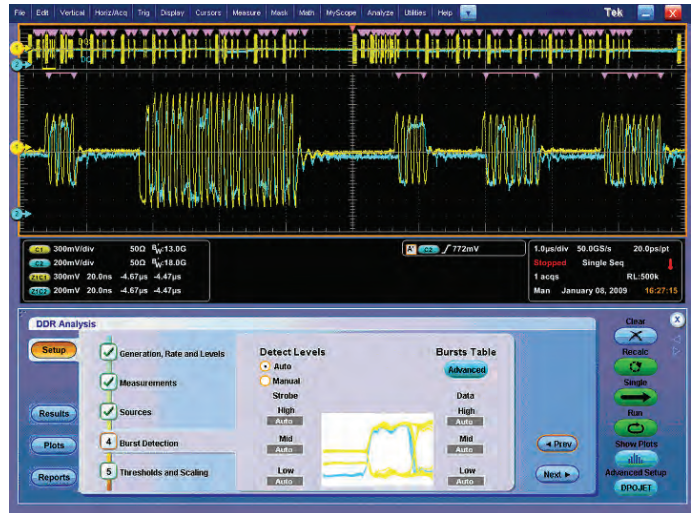 File Edit Vertical Horiz/Acq Trig Display Cursors Measure Mask Math MyScope Analyze Utilities Help Tek X
1
2
1
2
C1 300mV/div 50Ω BW:13.0G
C2 200mV/div 50Ω BW:18.0G
Z1C1 300mV 20.0ns -4.67µs -4.47µs
Z1C2 200mV 20.0ns -4.67µs -4.47µs
A' C2 772mV
1.0µs/div 50.0GS/s 20.0ps/pt
Stopped Single Seq
1 acqs RL:500k
Man January 08, 2009 16:27:15
DDR Analysis
Setup
Results
Plots
Reports
Generation, Rate and Levels
Measurements
Sources
4 Burst Detection
5 Thresholds and Scaling
Detect Levels
Auto
Manual
Strobe
High
Auto
Mid
Auto
Low
Auto
Bursts Table
Advanced
Data
High
Auto
Mid
Auto
Low
Auto
Prev
Next
Clear
X
Recalc
Single
Run
Show Plots
Advanced Setup
DPOJET